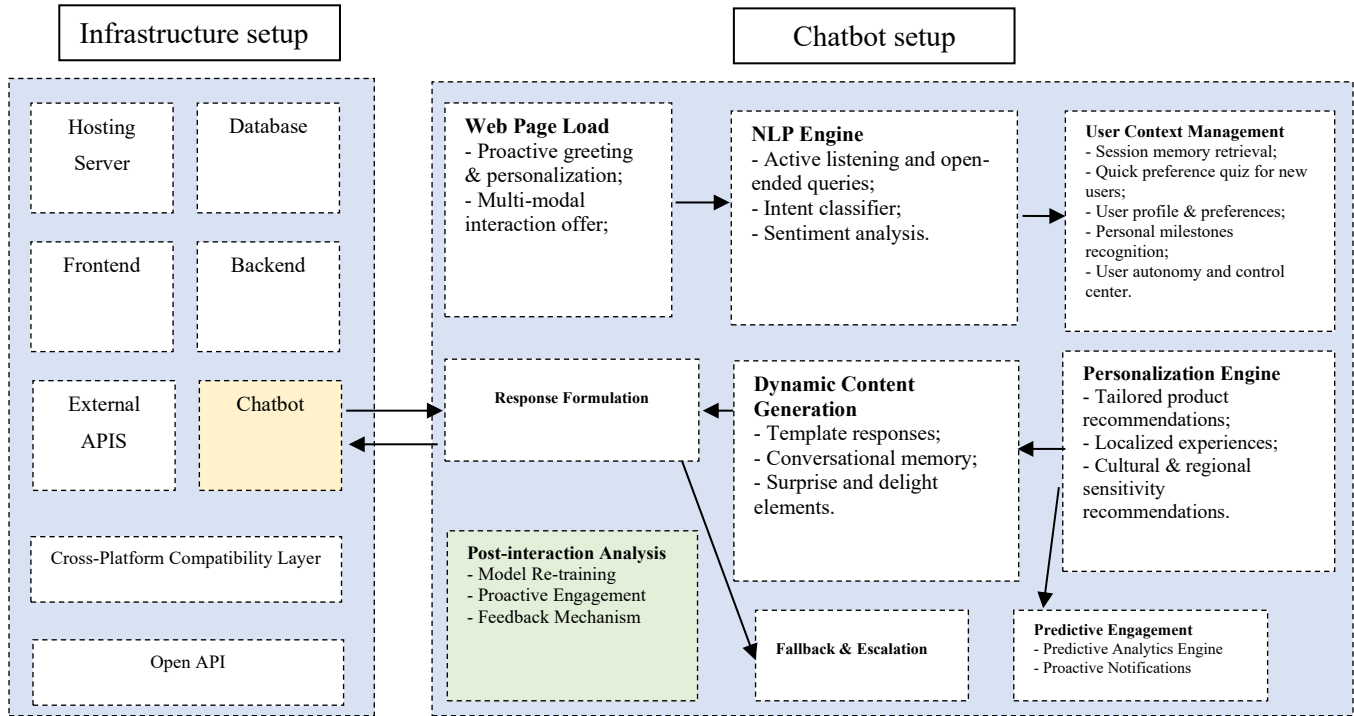 Infrastructure setup
Chatbot setup
Hosting
Server
Database
Frontend
Backend
External
APIS
Chatbot
Cross-Platform Compatibility Layer
Open API
Web Page Load
- Proactive greeting
& personalization;
- Multi-modal
interaction offer;
NLP Engine
- Active listening and open-
ended queries;
- Intent classifier;
- Sentiment analysis.
User Context Management
- Session memory retrieval;
- Quick preference quiz for new
users;
- User profile & preferences;
- Personal milestones
recognition;
- User autonomy and control
center.
Response Formulation
Dynamic Content
Generation
- Template responses;
- Conversational memory;
- Surprise and delight
elements.
Personalization Engine
- Tailored product
recommendations;
- Localized experiences;
- Cultural & regional
sensitivity
recommendations.
Post-interaction Analysis
- Model Re-training
- Proactive Engagement
- Feedback Mechanism
Fallback & Escalation
Predictive Engagement
- Predictive Analytics Engine
- Proactive Notifications